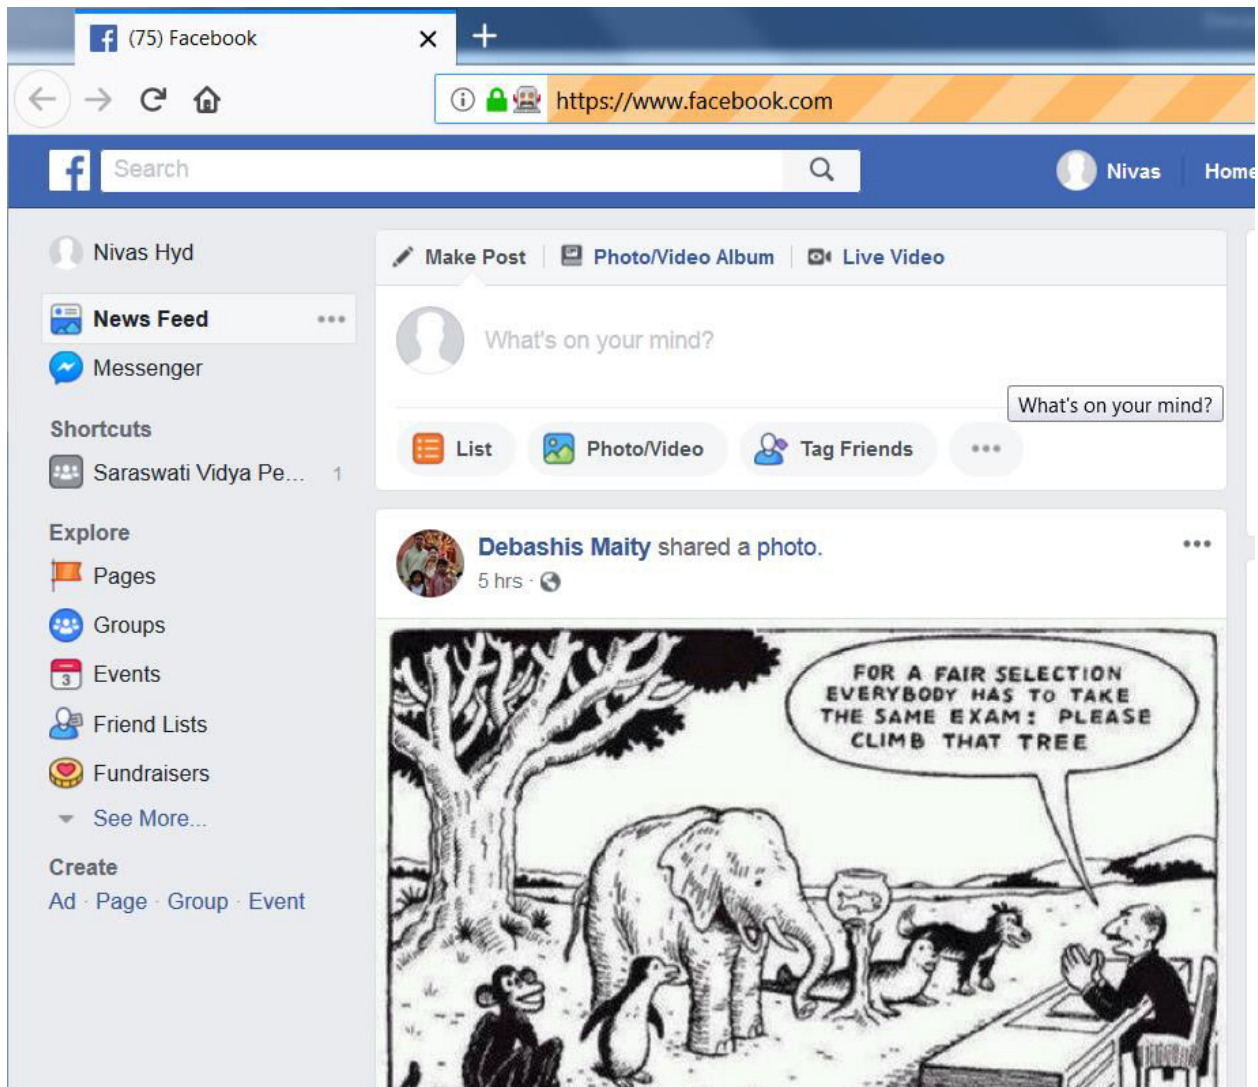 (75) Facebook
https://www.facebook.com
Search
Nivas
Home
Nivas Hyd
News Feed
Messenger
Shortcuts
Saraswati Vidya Pe... 1
Explore
Pages
Groups
3
Events
Friend Lists
Fundraisers
See More...
Create
Ad · Page · Group · Event
Make Post
Photo/Video Album
Live Video
What's on your mind?
What's on your mind?
List
Photo/Video
Tag Friends
Debashis Maity shared a photo.
5 hrs ·
FOR A FAIR SELECTION
EVERYBODY HAS TO TAKE
THE SAME EXAM: PLEASE
CLIMB THAT TREE